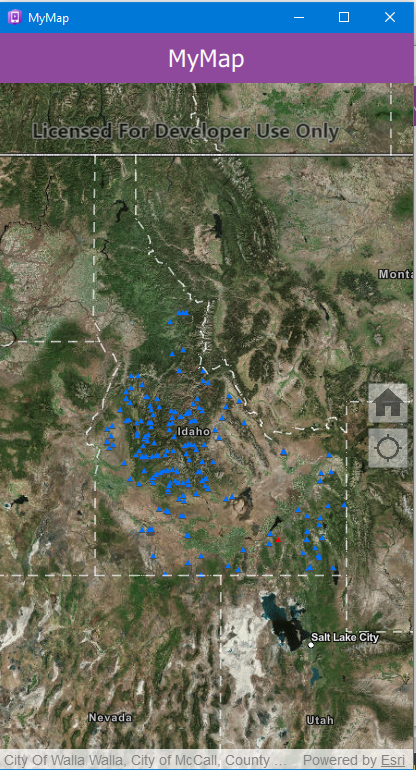 MyMap
MyMap
Licensed For Developer Use Only
Monta
Idaho
Salt Lake City
Nevada
Utah
City Of Walla Walla, City of McCall, County ... Powered by Esri